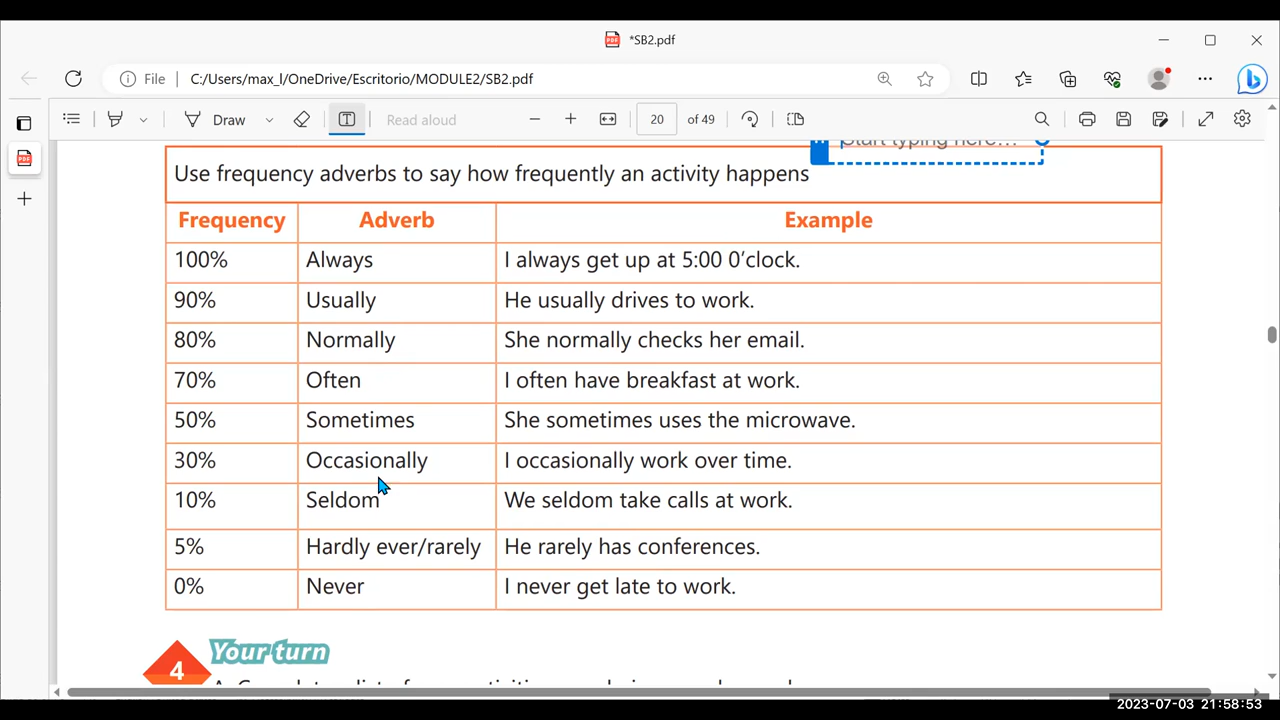 *SB2.pdf
File C:/Users/max_l/OneDrive/Escritorio/MODULE2/SB2.pdf
Draw Read aloud 20 of 49
Start typing here...
Use frequency adverbs to say how frequently an activity happens
Frequency Adverb Example
100% Always I always get up at 5:00 0'clock.
90% Usually He usually drives to work.
80% Normally She normally checks her email.
70% Often I often have breakfast at work.
50% Sometimes She sometimes uses the microwave.
30% Occasionally I occasionally work over time.
10% Seldom We seldom take calls at work.
5% Hardly ever/rarely He rarely has conferences.
0% Never I never get late to work.
4 Your turn
2023-07-03 21:58:53